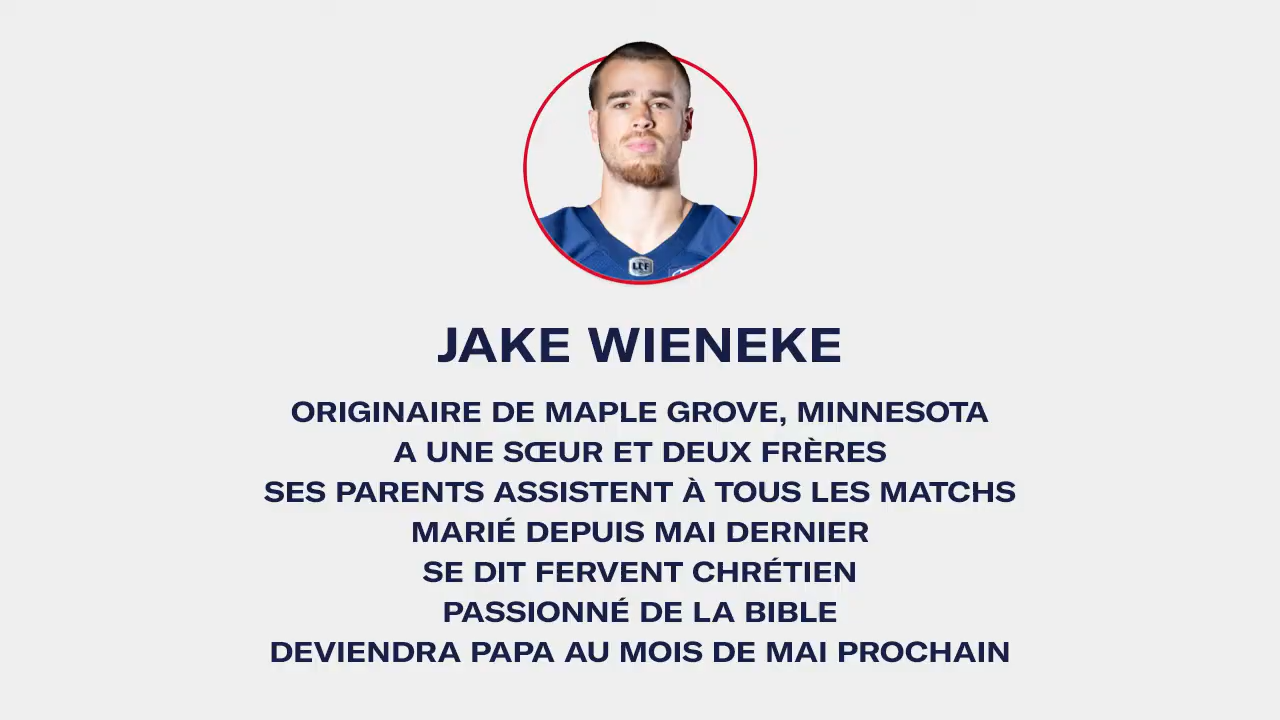 LCF
JAKE WIENEKE
ORIGINAIRE DE MAPLE GROVE, MINNESOTA
A UNE SŒUR ET DEUX FRÈRES
SES PARENTS ASSISTENT À TOUS LES MATCHS
MARIÉ DEPUIS MAI DERNIER
SE DIT FERVENT CHRÉTIEN
PASSIONNÉ DE LA BIBLE
DEVIENDRA PAPA AU MOIS DE MAI PROCHAIN